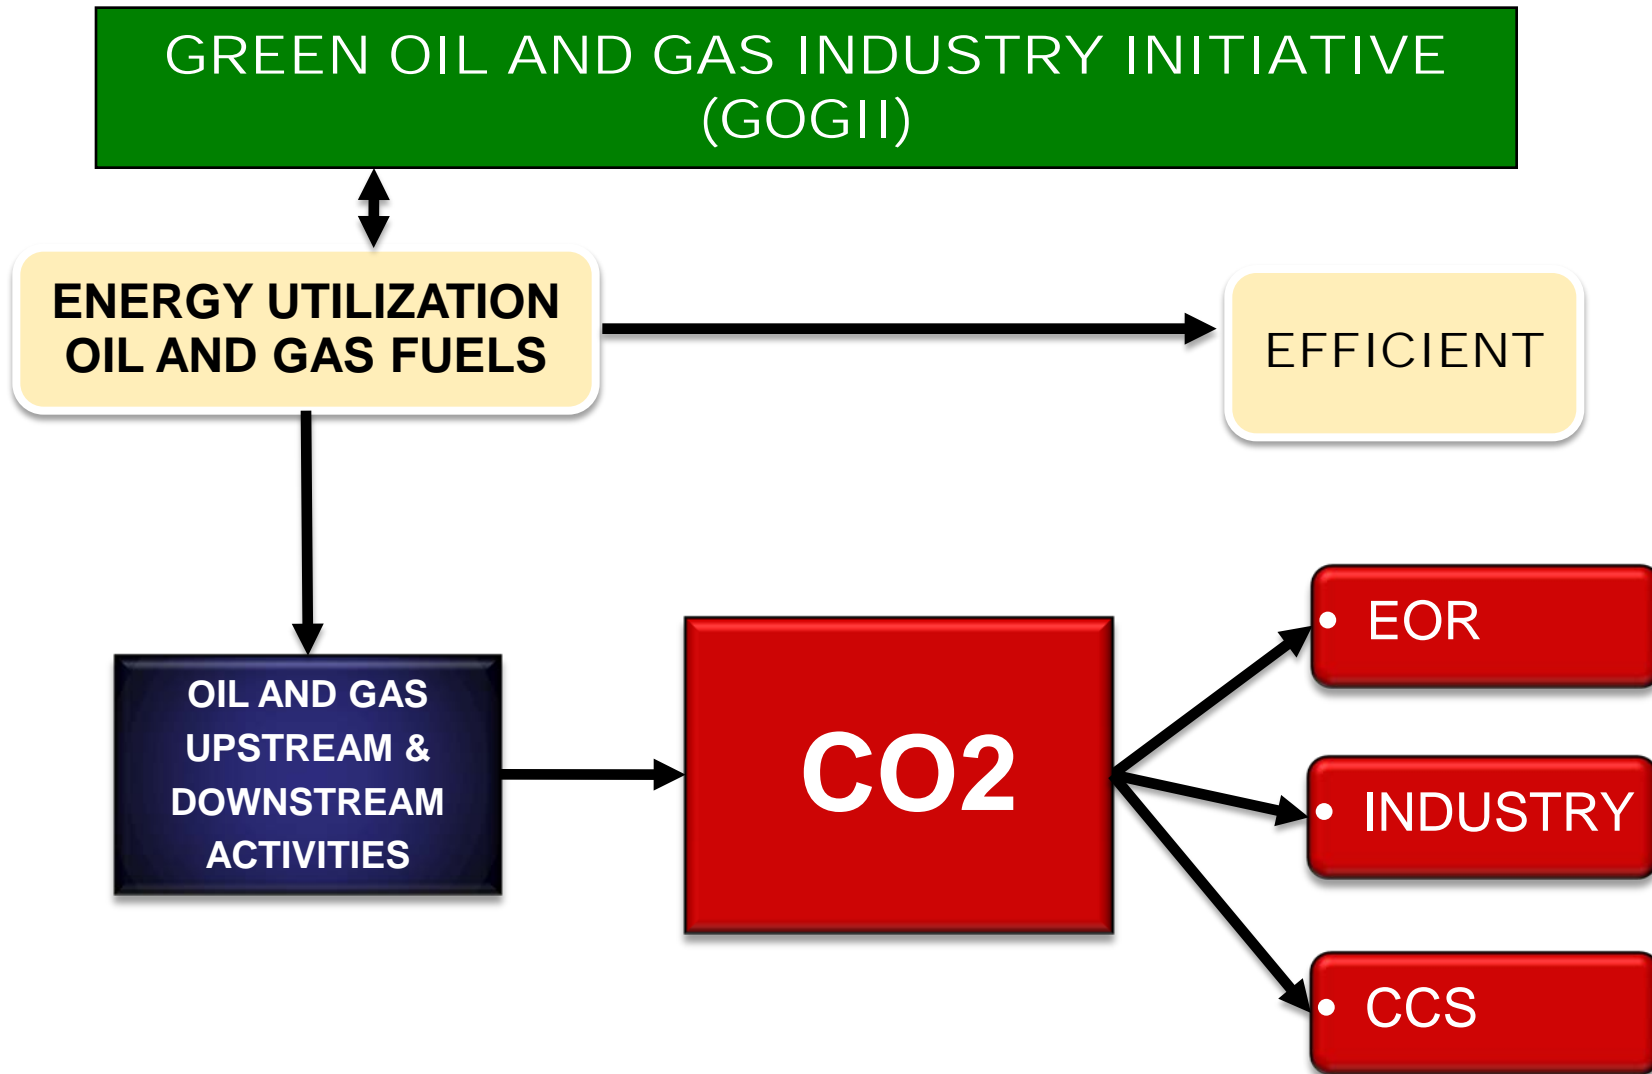 GREEN OIL AND GAS INDUSTRY INITIATIVE
(GOGII)
ENERGY UTILIZATION
OIL AND GAS FUELS
EFFICIENT
OIL AND GAS
UPSTREAM &
DOWNSTREAM
ACTIVITIES
CO2
• EOR
• INDUSTRY
• CCS